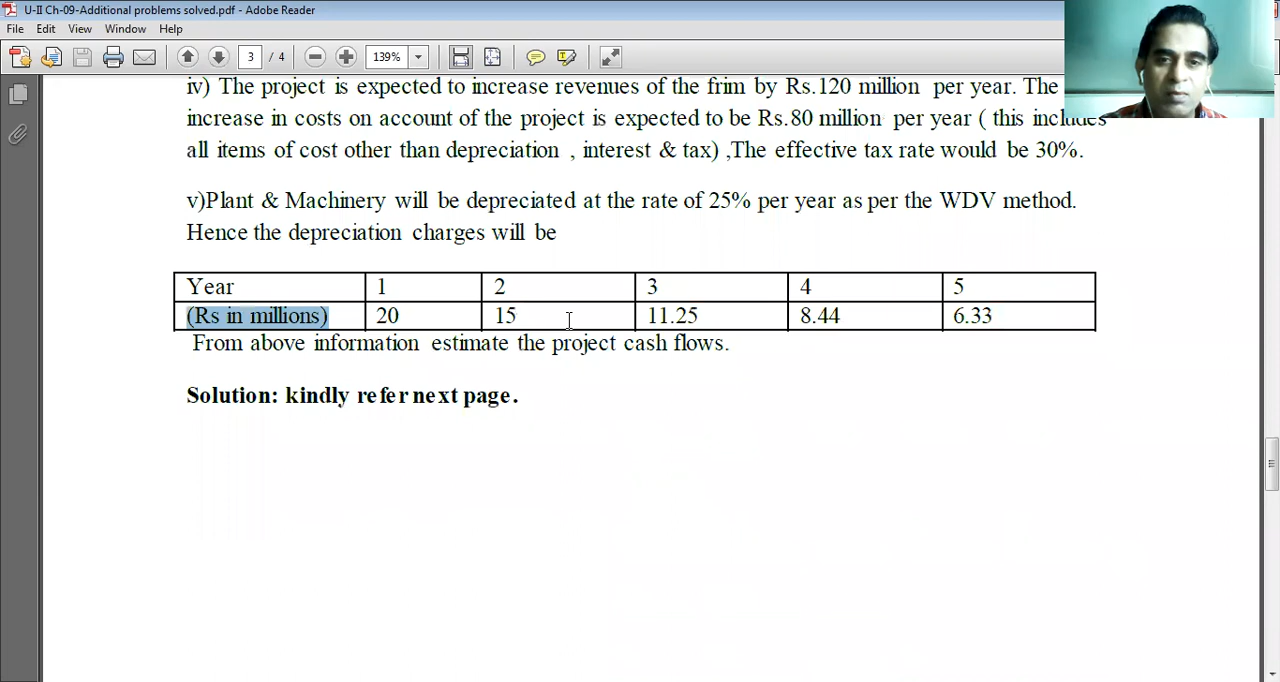 U-II Ch-09-Additional problems solved.pdf - Adobe Reader
File Edit View Window Help
3 / 4 139%
iv) The project is expected to increase revenues of the frim by Rs.120 million per year. The
increase in costs on account of the project is expected to be Rs.80 million per year ( this includes
all items of cost other than depreciation , interest & tax) ,The effective tax rate would be 30%.
v)Plant & Machinery will be depreciated at the rate of 25% per year as per the WDV method.
Hence the depreciation charges will be
Year 1 2 3 4 5
(Rs in millions) 20 15 11.25 8.44 6.33
From above information estimate the project cash flows.
Solution: kindly refer next page.